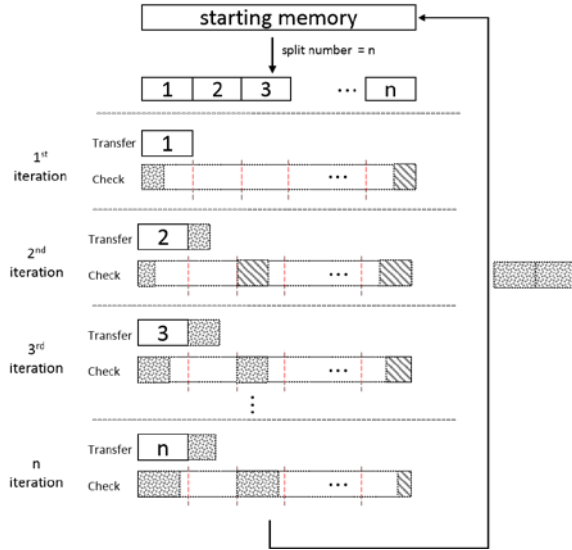 starting memory
split number = n
1 2 3 ... n
Transfer 1
1st
iteration
Check ...
Transfer 2
2nd
iteration
Check ...
Transfer 3
3rd
iteration
Check ...
⋮
Transfer n
n
iteration
Check ...